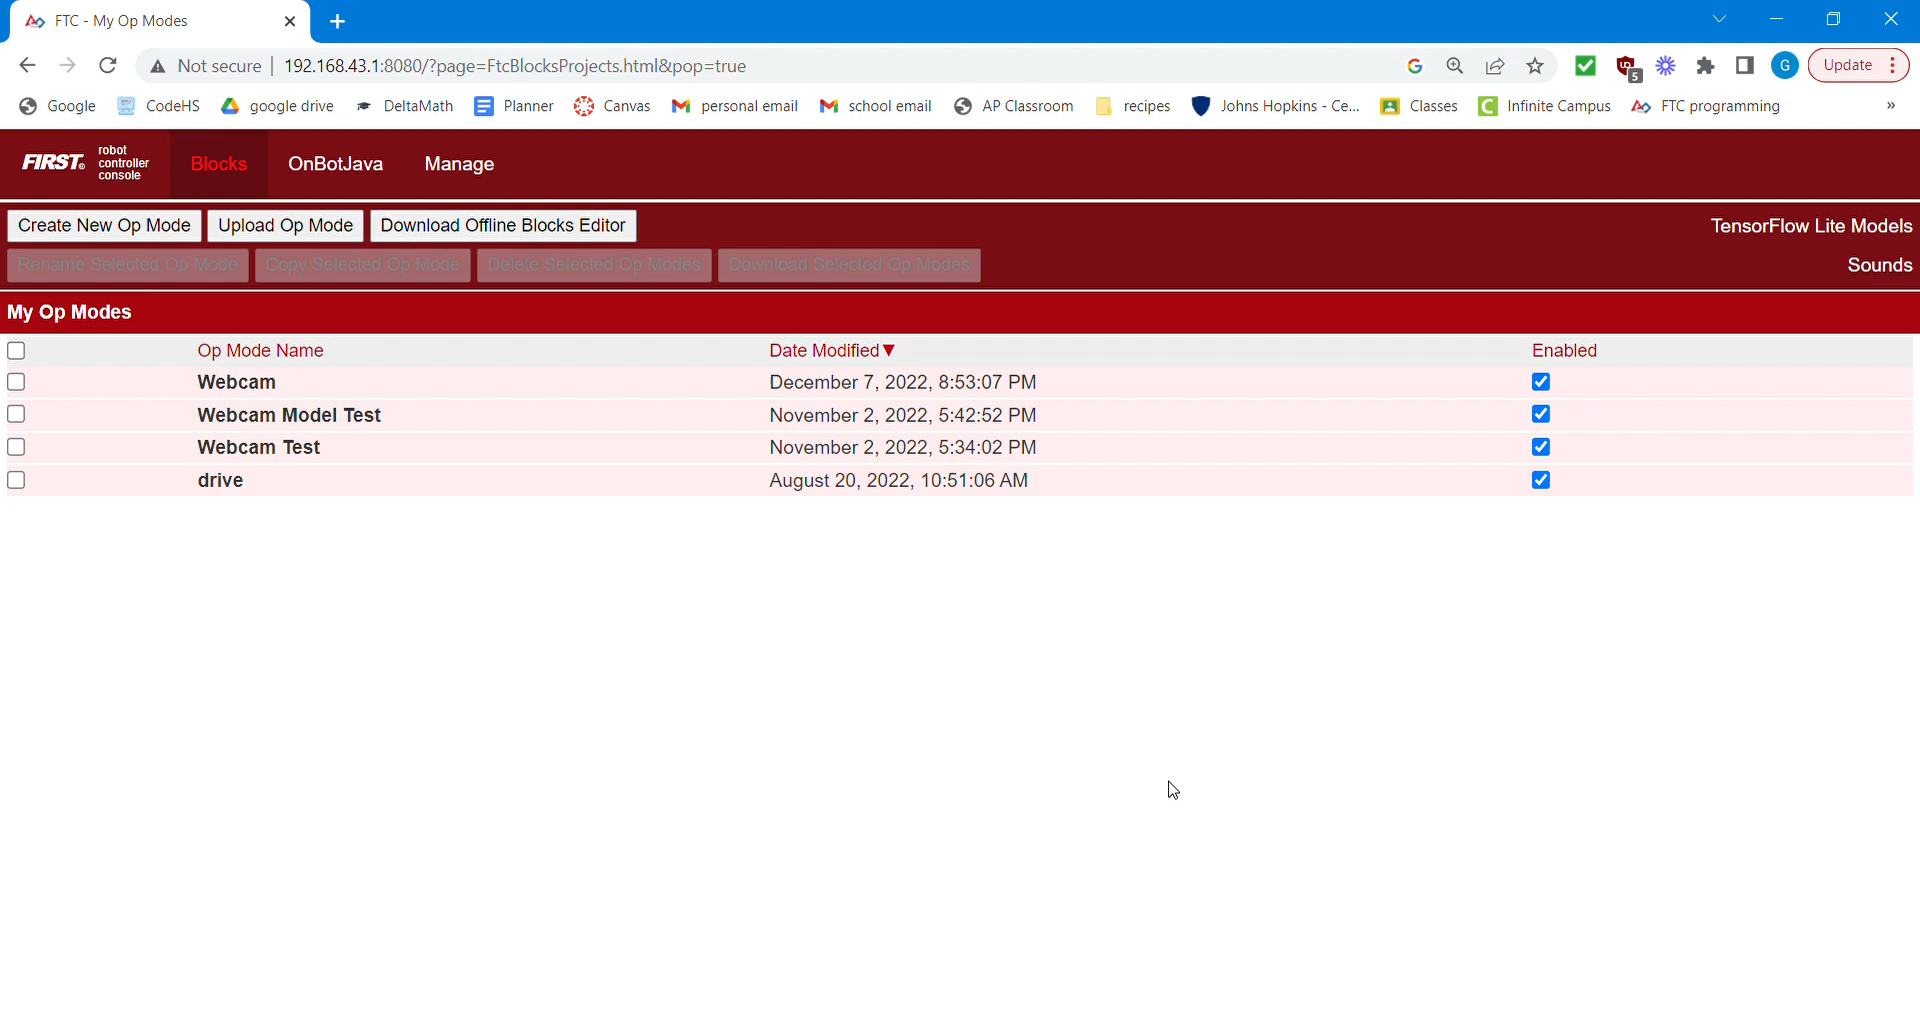 FTC - My Op Modes
Not secure | 192.168.43.1:8080/?page=FtcBlocksProjects.html&pop=true
5
G
Update
Google
CodeHS
google drive
DeltaMath
Planner
Canvas
personal email
school email
AP Classroom
recipes
Johns Hopkins - Ce...
Classes
Infinite Campus
FTC programming
»
FIRST®
robot
controller
console
Blocks
OnBotJava
Manage
Create New Op Mode
Upload Op Mode
Download Offline Blocks Editor
TensorFlow Lite Models
Rename Selected Op Mode
Copy Selected Op Mode
Delete Selected Op Modes
Download Selected Op Modes
Sounds
My Op Modes
Op Mode Name
Date Modified▼
Enabled
Webcam
December 7, 2022, 8:53:07 PM
Webcam Model Test
November 2, 2022, 5:42:52 PM
Webcam Test
November 2, 2022, 5:34:02 PM
drive
August 20, 2022, 10:51:06 AM